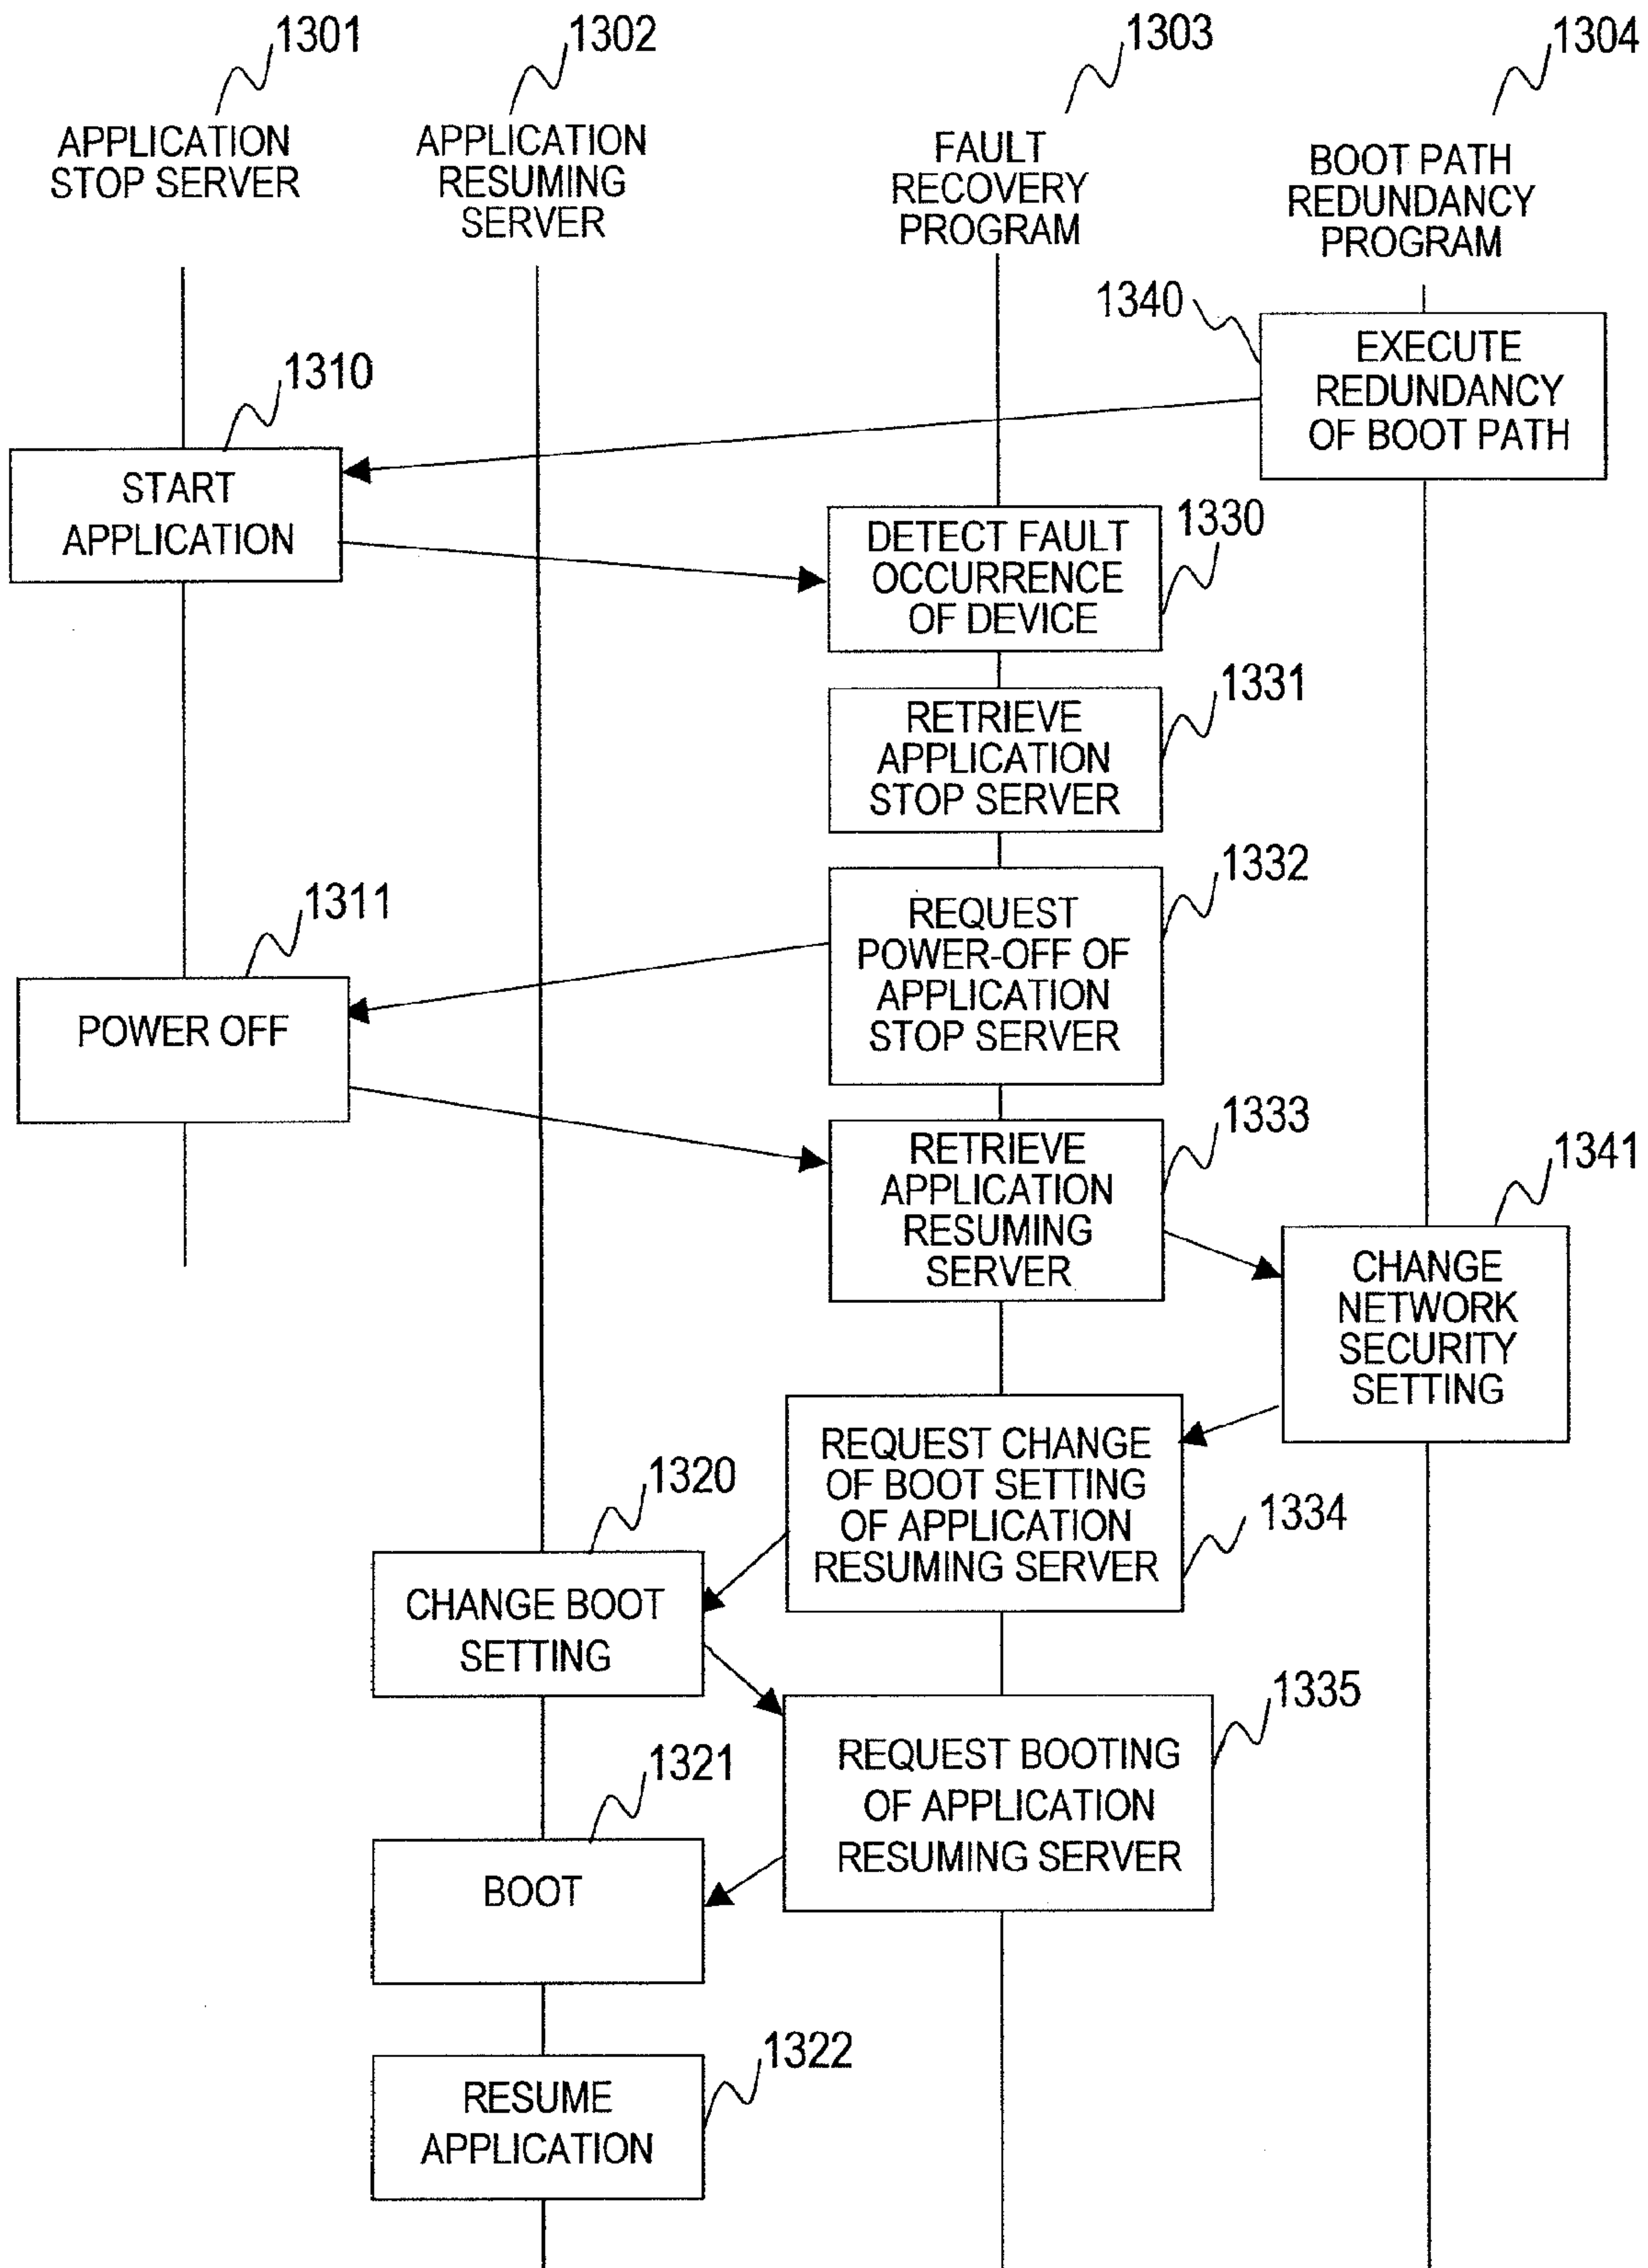 1301
1302
1303
1304
APPLICATION
STOP SERVER
APPLICATION
RESUMING
SERVER
FAULT
RECOVERY
PROGRAM
BOOT PATH
REDUNDANCY
PROGRAM
1340
EXECUTE
REDUNDANCY
OF BOOT PATH
1310
START
APPLICATION
1330
DETECT FAULT
OCCURRENCE
OF DEVICE
1331
RETRIEVE
APPLICATION
STOP SERVER
1332
REQUEST
POWER-OFF OF
APPLICATION
STOP SERVER
1311
POWER OFF
1333
RETRIEVE
APPLICATION
RESUMING
SERVER
1341
CHANGE
NETWORK
SECURITY
SETTING
REQUEST CHANGE
OF BOOT SETTING
OF APPLICATION
RESUMING SERVER
1334
1320
CHANGE BOOT
SETTING
1335
REQUEST BOOTING
OF APPLICATION
RESUMING SERVER
1321
BOOT
1322
RESUME
APPLICATION